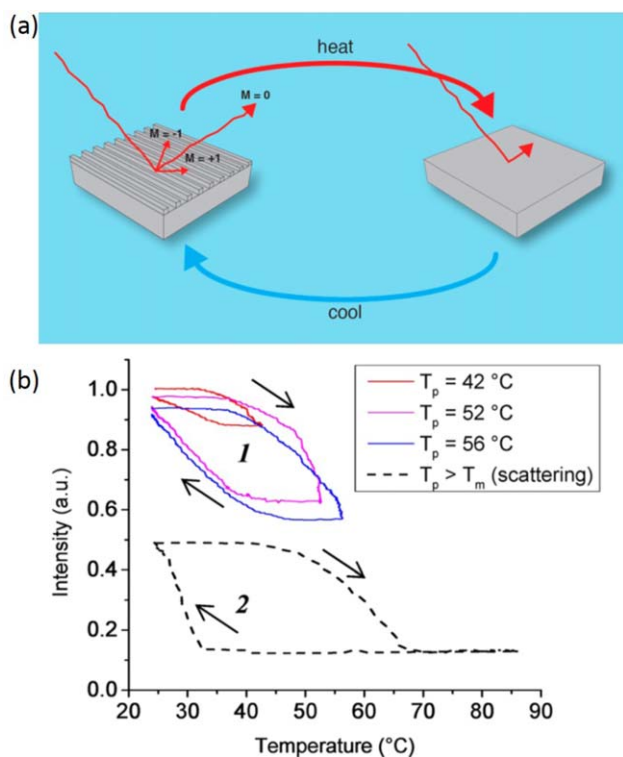 (a)
heat
M = 0
M = -1
M = +1
cool
(b)
Intensity (a.u.)
1.0
0.8
0.6
0.4
0.2
0.0
1
2
T_p = 42 °C
T_p = 52 °C
T_p = 56 °C
T_p > T_m (scattering)
20 30 40 50 60 70 80 90
Temperature (°C)